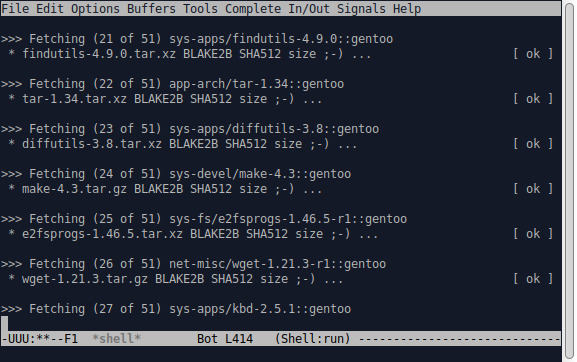 File Edit Options Buffers Tools Complete In/Out Signals Help
>>> Fetching (21 of 51) sys-apps/findutils-4.9.0::gentoo
 * findutils-4.9.0.tar.xz BLAKE2B SHA512 size ;-) ... [ ok ]
>>> Fetching (22 of 51) app-arch/tar-1.34::gentoo
 * tar-1.34.tar.xz BLAKE2B SHA512 size ;-) ... [ ok ]
>>> Fetching (23 of 51) sys-apps/diffutils-3.8::gentoo
 * diffutils-3.8.tar.xz BLAKE2B SHA512 size ;-) ... [ ok ]
>>> Fetching (24 of 51) sys-devel/make-4.3::gentoo
 * make-4.3.tar.gz BLAKE2B SHA512 size ;-) ... [ ok ]
>>> Fetching (25 of 51) sys-fs/e2fsprogs-1.46.5-r1::gentoo
 * e2fsprogs-1.46.5.tar.xz BLAKE2B SHA512 size ;-) ... [ ok ]
>>> Fetching (26 of 51) net-misc/wget-1.21.3-r1::gentoo
 * wget-1.21.3.tar.gz BLAKE2B SHA512 size ;-) ... [ ok ]
>>> Fetching (27 of 51) sys-apps/kbd-2.5.1::gentoo
-UUU:**--F1  *shell*        Bot L414   (Shell:run) -----------------------------